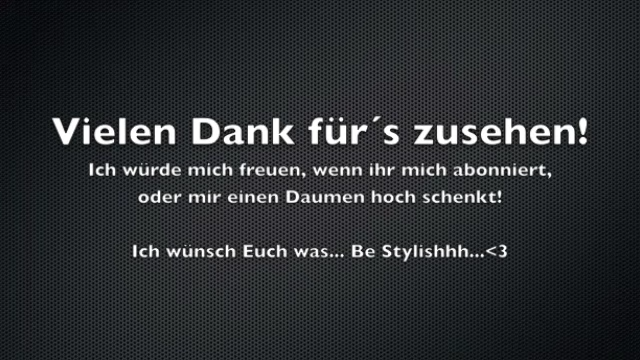 Vielen Dank für´s zusehen!
Ich würde mich freuen, wenn ihr mich abonniert,
oder mir einen Daumen hoch schenkt!
Ich wünsch Euch was... Be Stylishhh...<3